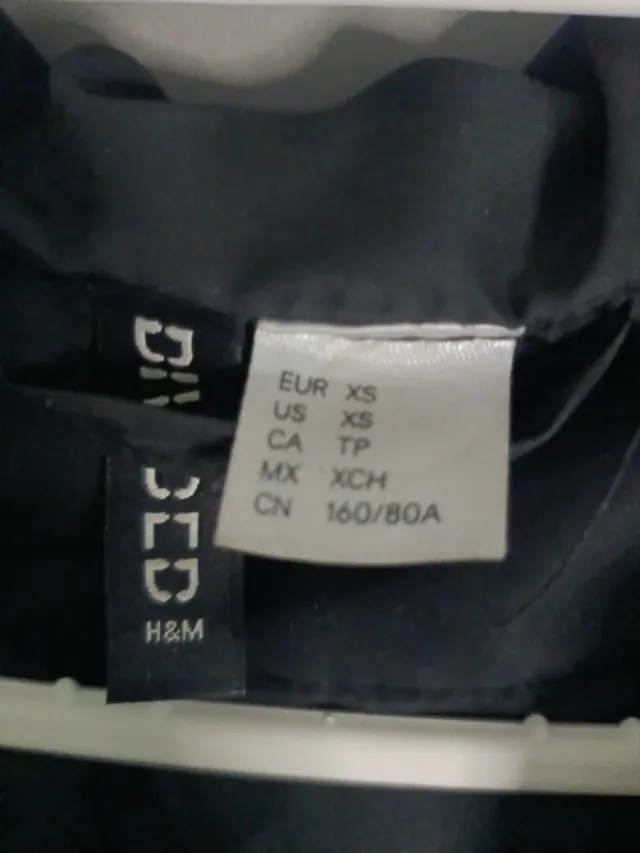 EUR XS
US XS
CA TP
MX XCH
CN 160/80A
H&M